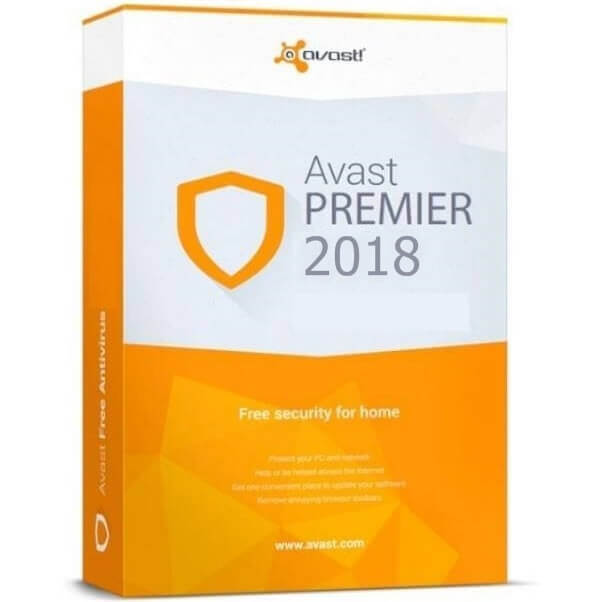 avast!
Avast
PREMIER
2018
Free security for home
Protect your PC and network
Help or be helped across the Internet
Get one convenient place to update your software
Remove annoying browser toolbars
www.avast.com
Avast Free Antivirus